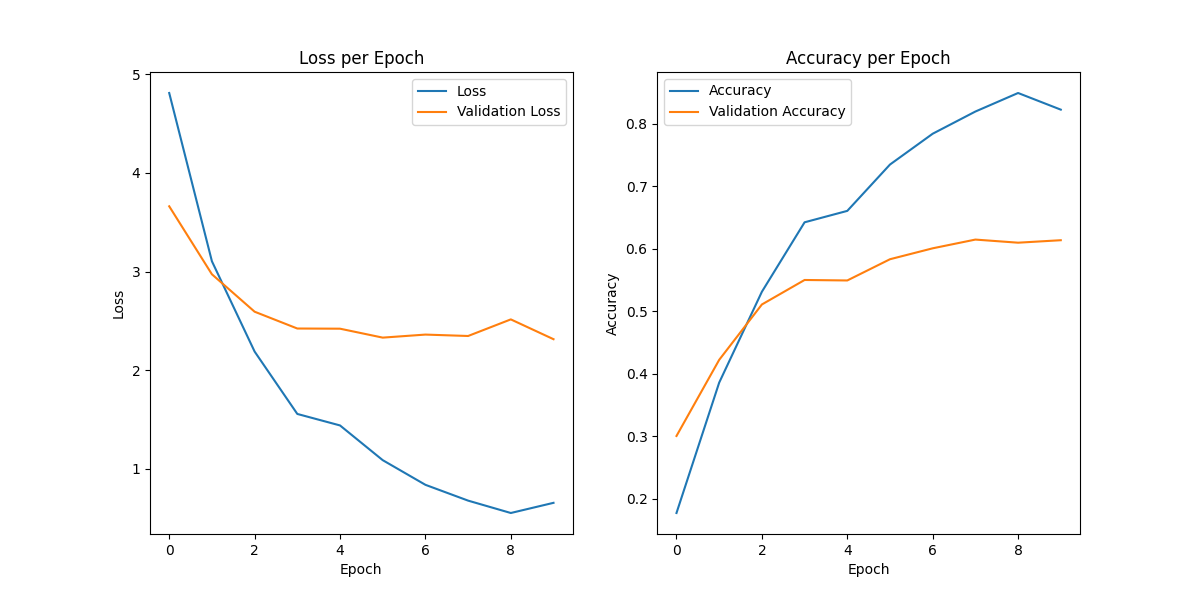 Loss per Epoch
5
4
3
2
1
Loss
Loss
Validation Loss
0 2 4 6 8
Epoch
Accuracy per Epoch
0.8
0.7
0.6
0.5
0.4
0.3
0.2
Accuracy
Accuracy
Validation Accuracy
0 2 4 6 8
Epoch